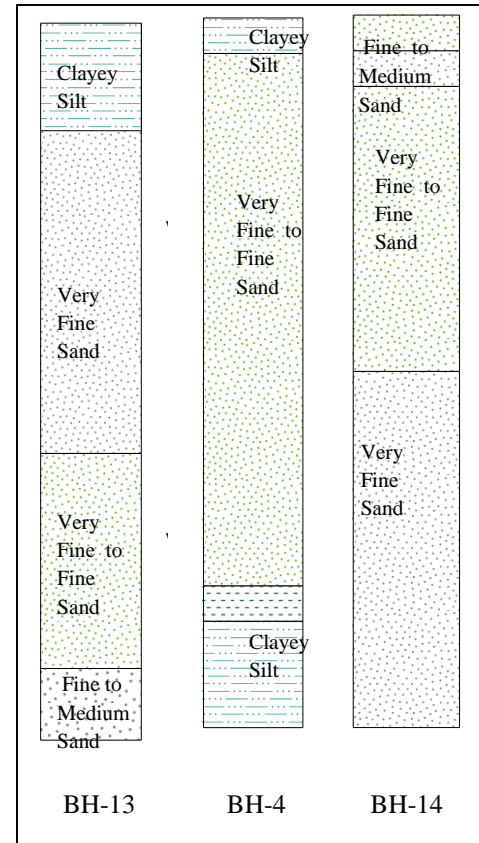 Clayey
Silt
Very
Fine
Sand
Very
Fine to
Fine
Sand
Fine to
Medium
Sand
BH-13
Clayey
Silt
Very
Fine to
Fine
Sand
Clayey
Silt
BH-4
Fine to
Medium
Sand
Very
Fine to
Fine
Sand
Very
Fine
Sand
BH-14